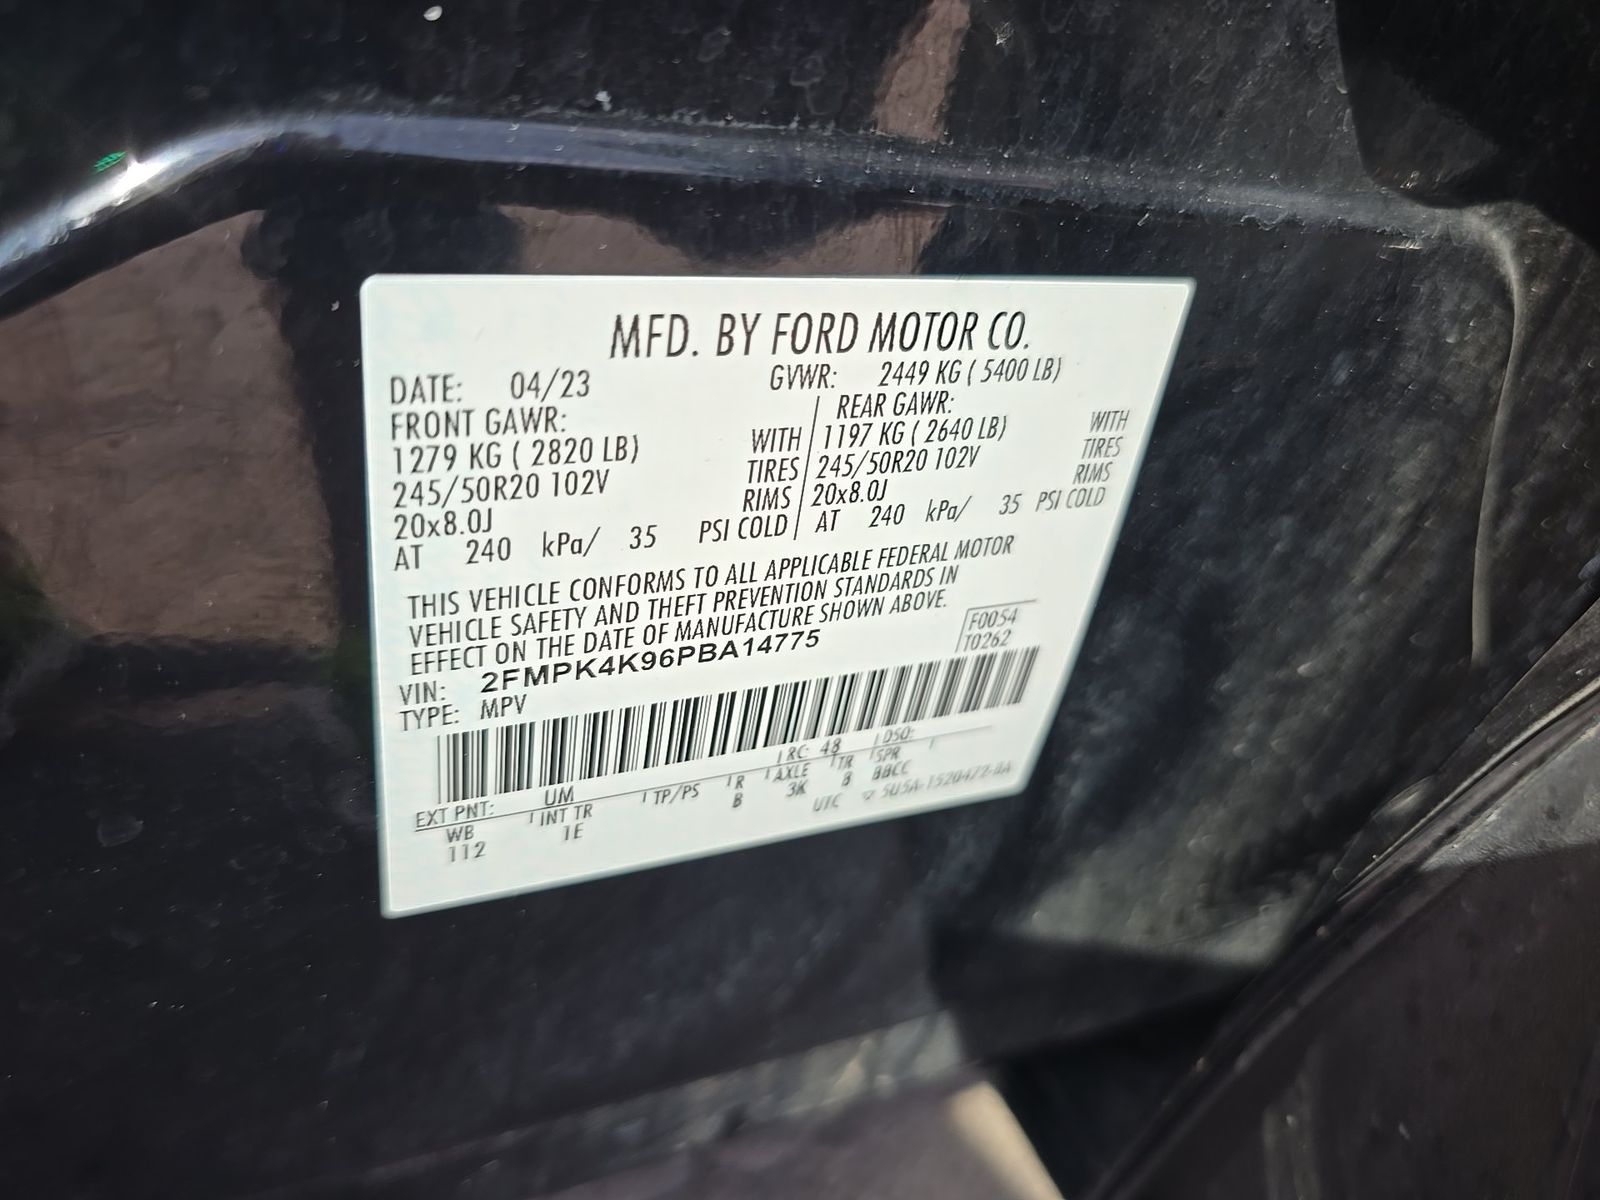 MFD. BY FORD MOTOR CO.
DATE: 04/23 GVWR: 2449 KG ( 5400 LB)
FRONT GAWR: REAR GAWR:
1279 KG ( 2820 LB) WITH 1197 KG ( 2640 LB) WITH
245/50R20 102V TIRES 245/50R20 102V TIRES
20x8.0J RIMS 20x8.0J RIMS
AT 240 kPa/ 35 PSI COLD AT 240 kPa/ 35 PSI COLD
THIS VEHICLE CONFORMS TO ALL APPLICABLE FEDERAL MOTOR
VEHICLE SAFETY AND THEFT PREVENTION STANDARDS IN
EFFECT ON THE DATE OF MANUFACTURE SHOWN ABOVE.
F0054
T0262
VIN: 2FMPK4K96PBA14775
TYPE: MPV
EXT PNT: UM RC: 48 DSO:
WB INT TR TP/PS R AXLE TR SPR
112 1E B 3K B BBCC
UTC 5U5A-1520472-BA